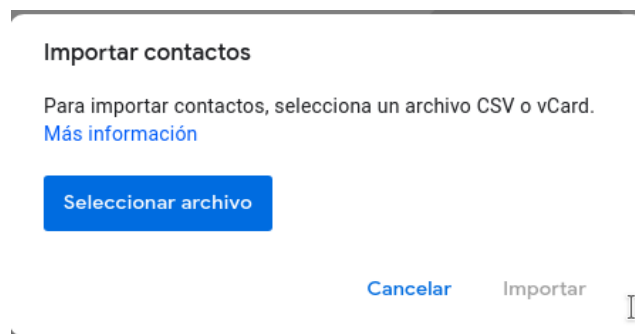 Importar contactos
Para importar contactos, selecciona un archivo CSV o vCard.
Más información
Seleccionar archivo
Cancelar Importar